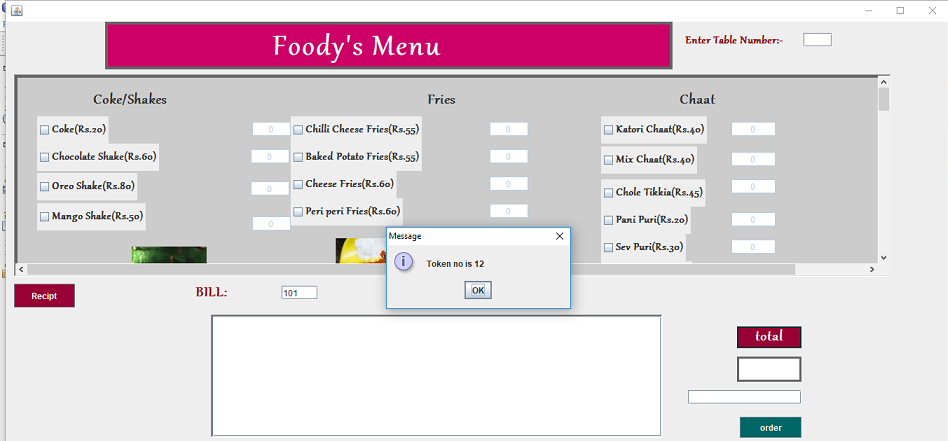 Foody's Menu
Enter Table Number:-
Coke/Shakes
Fries
Chaat
Coke(Rs.20)
0
Chilli Cheese Fries(Rs.55)
0
Katori Chaat(Rs.40)
0
Chocolate Shake(Rs.60)
0
Baked Potato Fries(Rs.55)
0
Mix Chaat(Rs.40)
0
Oreo Shake(Rs.80)
0
Cheese Fries(Rs.60)
0
Chole Tikkia(Rs.45)
0
Mango Shake(Rs.50)
0
Peri peri Fries(Rs.60)
0
Pani Puri(Rs.20)
0
Sev Puri(Rs.30)
0
Message
Token no is 12
OK
Recipt
BILL:
101
total
order